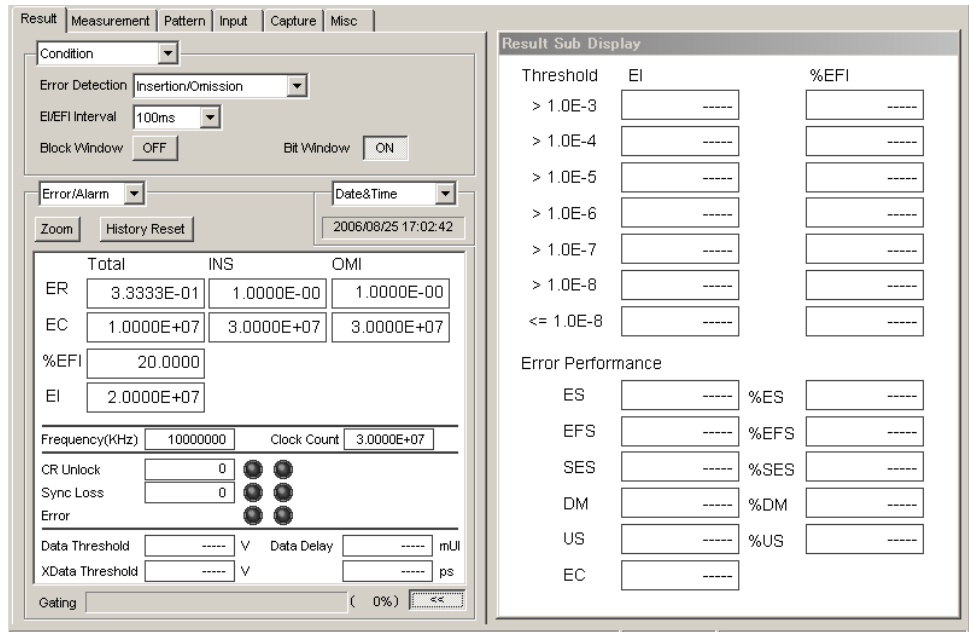 Result Measurement Pattern Input Capture Misc
Condition
Error Detection Insertion/Omission
EI/EFI Interval 100ms
Block Window OFF Bit Window ON
Error/Alarm Date&Time
Zoom History Reset 2006/08/25 17:02:42
Total INS OMI
ER 3.3333E-01 1.0000E-00 1.0000E-00
EC 1.0000E+07 3.0000E+07 3.0000E+07
%EFI 20.0000
EI 2.0000E+07
Frequency(KHz) 10000000 Clock Count 3.0000E+07
CR Unlock 0
Sync Loss 0
Error
Data Threshold ----- V Data Delay ----- mUI
XData Threshold ----- V ----- ps
Gating ( 0%) <<
Result Sub Display
Threshold EI %EFI
> 1.0E-3 ----- -----
> 1.0E-4 ----- -----
> 1.0E-5 ----- -----
> 1.0E-6 ----- -----
> 1.0E-7 ----- -----
> 1.0E-8 ----- -----
<= 1.0E-8 ----- -----
Error Performance
ES ----- %ES -----
EFS ----- %EFS -----
SES ----- %SES -----
DM ----- %DM -----
US ----- %US -----
EC -----